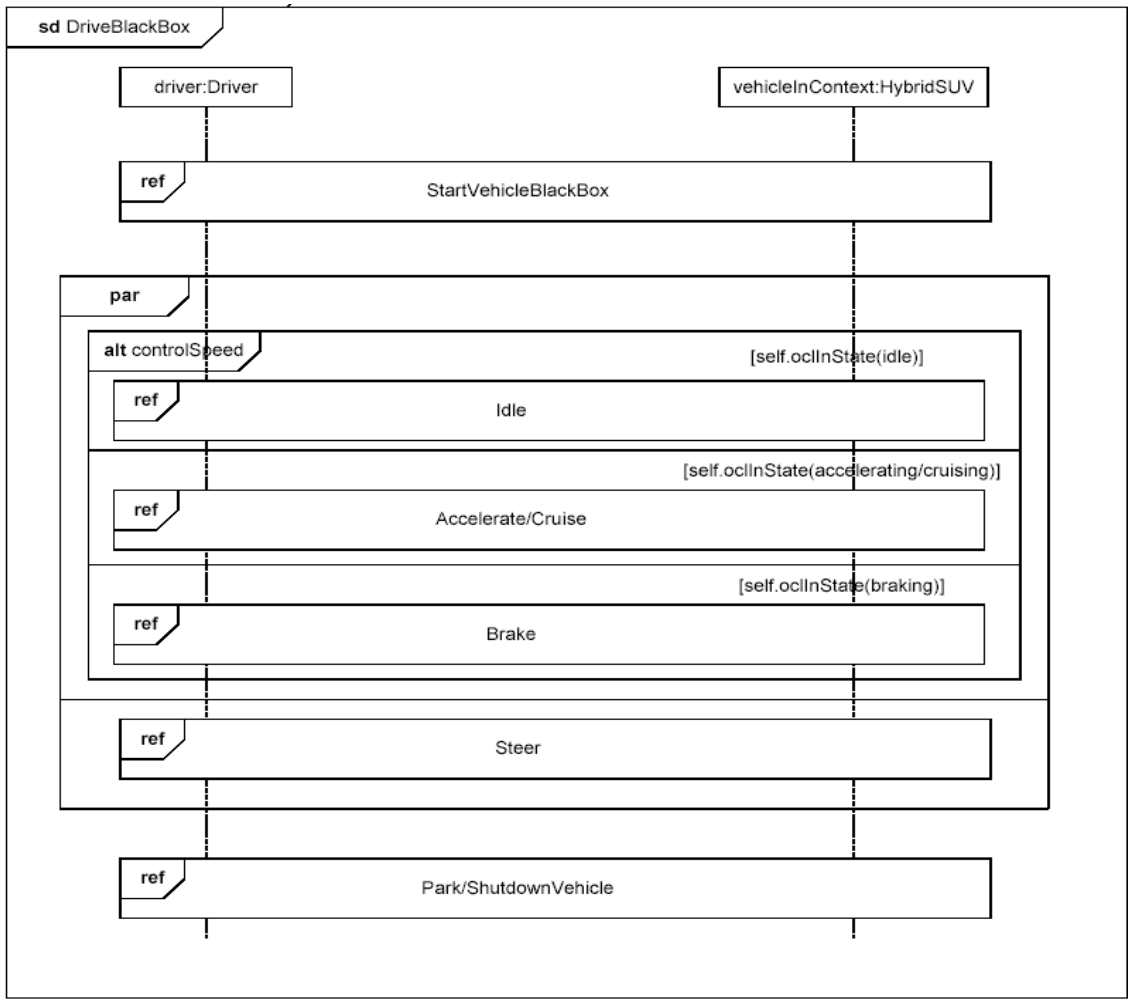 sd DriveBlackBox
driver:Driver
vehicleInContext:HybridSUV
ref
StartVehicleBlackBox
par
alt controlSpeed
[self.oclInState(idle)]
ref
Idle
[self.oclInState(accelerating/cruising)]
ref
Accelerate/Cruise
[self.oclInState(braking)]
ref
Brake
ref
Steer
ref
Park/ShutdownVehicle